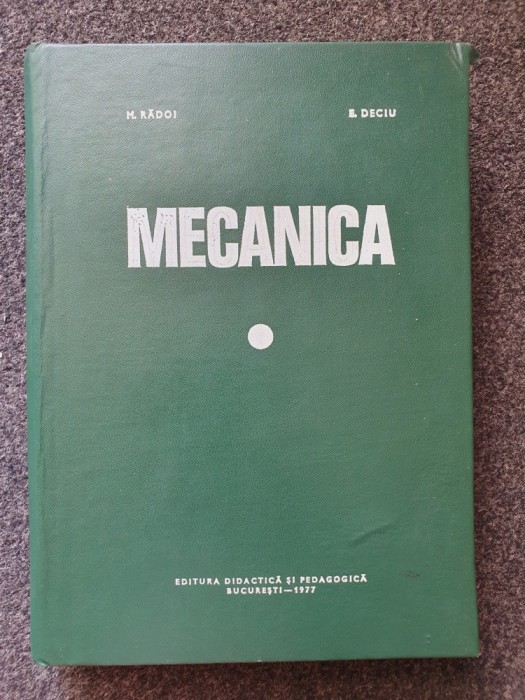 M. RĂDOI E. DECIU
MECANICA
EDITURA DIDACTICĂ ȘI PEDAGOGICĂ
BUCUREȘTI—1977